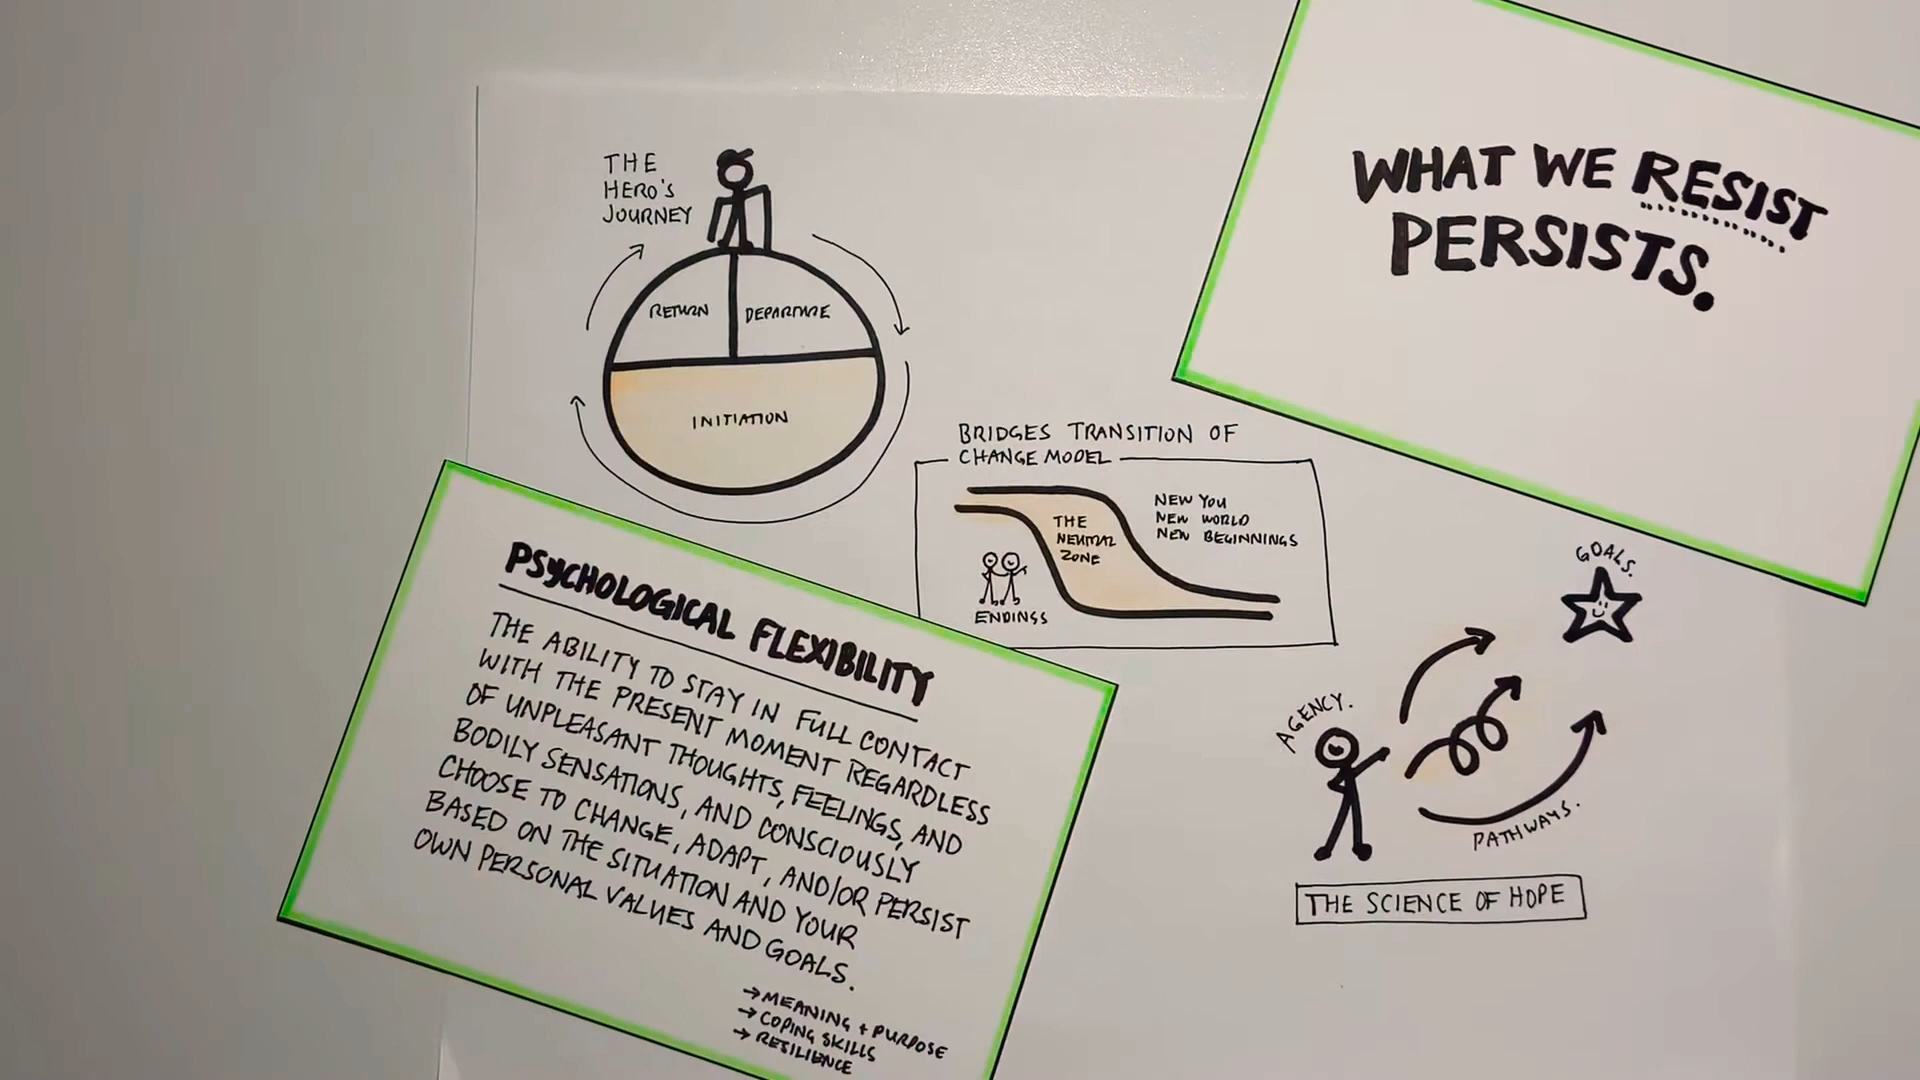 THE
HERO'S
JOURNEY
RETURN
DEPARTURE
INITIATION
WHAT WE RESIST
PERSISTS.
BRIDGES TRANSITION OF
CHANGE MODEL
THE
NEUTRAL
ZONE
NEW YOU
NEW WORLD
NEW BEGINNINGS
ENDINGS
PSYCHOLOGICAL FLEXIBILITY
THE ABILITY TO STAY IN FULL CONTACT
WITH THE PRESENT MOMENT REGARDLESS
OF UNPLEASANT THOUGHTS, FEELINGS, AND
BODILY SENSATIONS, AND CONSCIOUSLY
CHOOSE TO CHANGE, ADAPT, AND/OR PERSIST
BASED ON THE SITUATION AND YOUR
OWN PERSONAL VALUES AND GOALS.
→ MEANING + PURPOSE
→ COPING SKILLS
→ RESILIENCE
GOALS.
AGENCY.
PATHWAYS.
THE SCIENCE OF HOPE